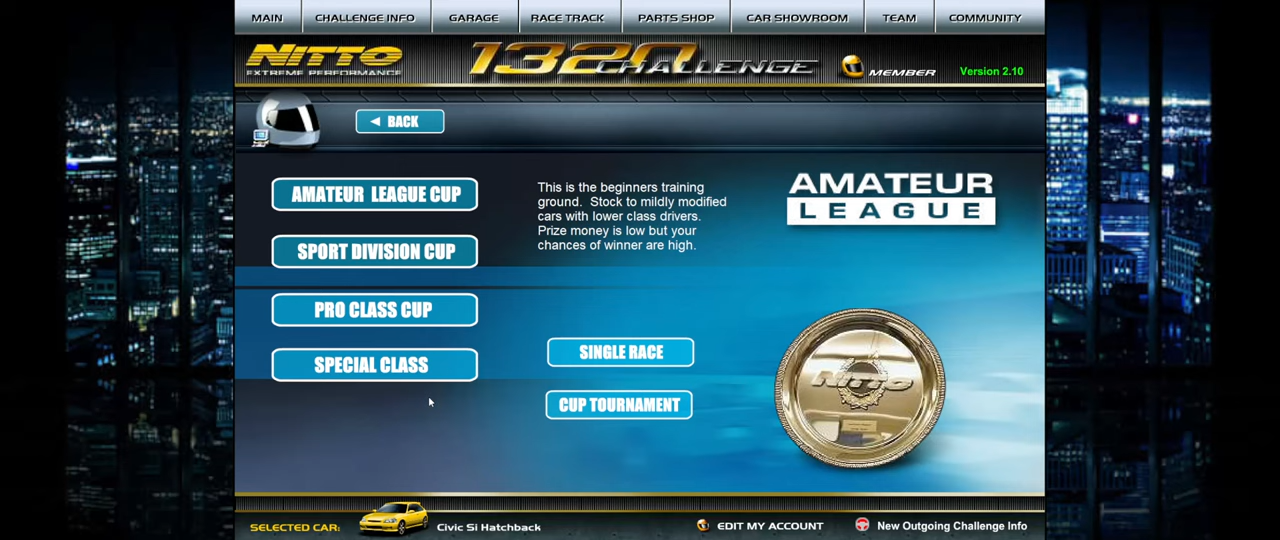 MAIN CHALLENGE INFO GARAGE RACE TRACK PARTS SHOP CAR SHOWROOM TEAM COMMUNITY
NITTO 1320 CHALLENGE MEMBER Version 2.10
EXTREME PERFORMANCE
BACK
AMATEUR LEAGUE CUP
SPORT DIVISION CUP
PRO CLASS CUP
SPECIAL CLASS
This is the beginners training
ground. Stock to mildly modified
cars with lower class drivers.
Prize money is low but your
chances of winner are high.
SINGLE RACE
CUP TOURNAMENT
AMATEUR
LEAGUE
NITTO
SELECTED CAR: Civic Si Hatchback EDIT MY ACCOUNT New Outgoing Challenge Info